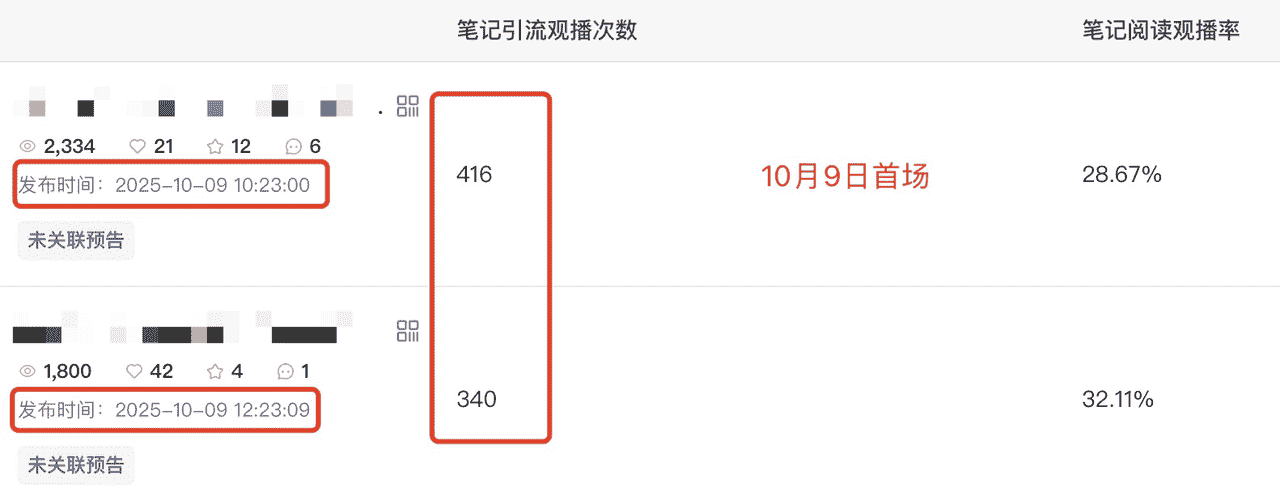 笔记引流观播次数 笔记阅读观播率
.
2,334 21 12 6
发布时间：2025-10-09 10:23:00
416 10月9日首场 28.67%
未关联预告
1,800 42 4 1
发布时间：2025-10-09 12:23:09
340 32.11%
未关联预告